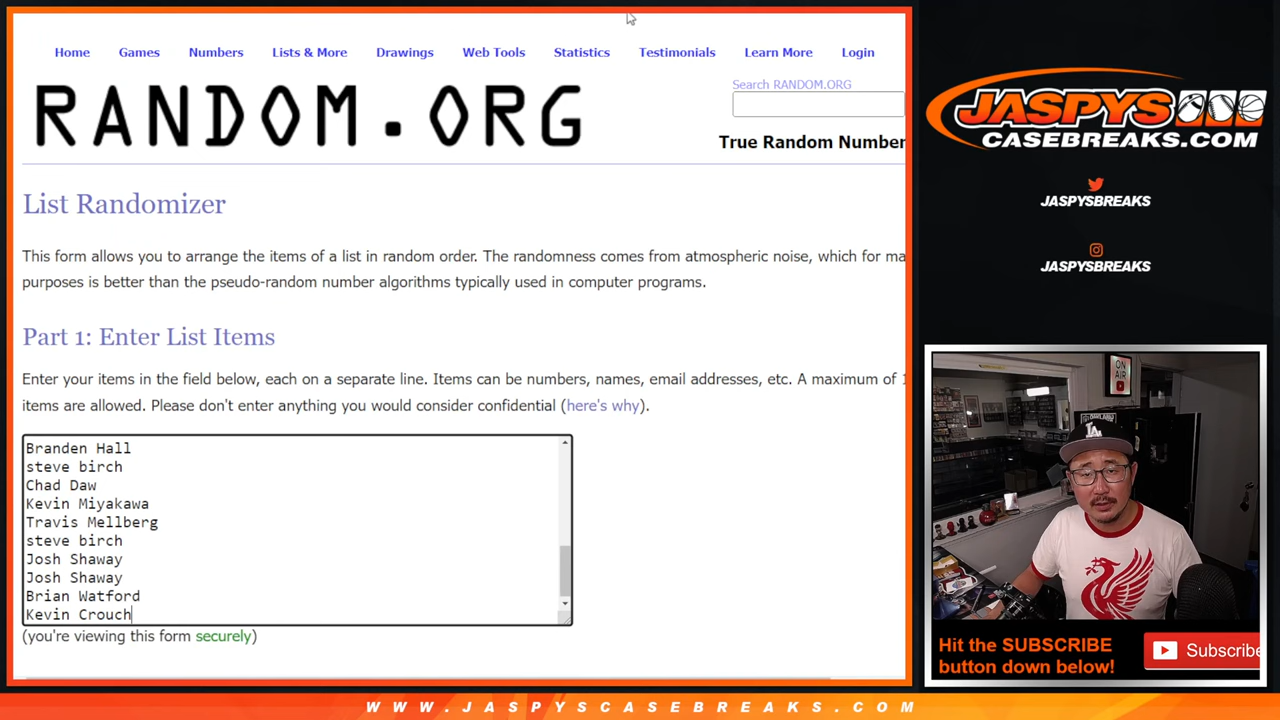 Home Games Numbers Lists & More Drawings Web Tools Statistics Testimonials Learn More Login
RANDOM.ORG
Search RANDOM.ORG
True Random Number
List Randomizer
This form allows you to arrange the items of a list in random order. The randomness comes from atmospheric noise, which for ma
purposes is better than the pseudo-random number algorithms typically used in computer programs.
Part 1: Enter List Items
Enter your items in the field below, each on a separate line. Items can be numbers, names, email addresses, etc. A maximum of 1
items are allowed. Please don't enter anything you would consider confidential (here's why).
Branden Hall
steve birch
Chad Daw
Kevin Miyakawa
Travis Mellberg
steve birch
Josh Shaway
Josh Shaway
Brian Watford
Kevin Crouch
(you're viewing this form securely)
JASPYS
CASEBREAKS.COM
JASPYSBREAKS
JASPYSBREAKS
ON
AIR
LA
Hit the SUBSCRIBE
button down below!
Subscribe
WWW.JASPYSCASEBREAKS.COM